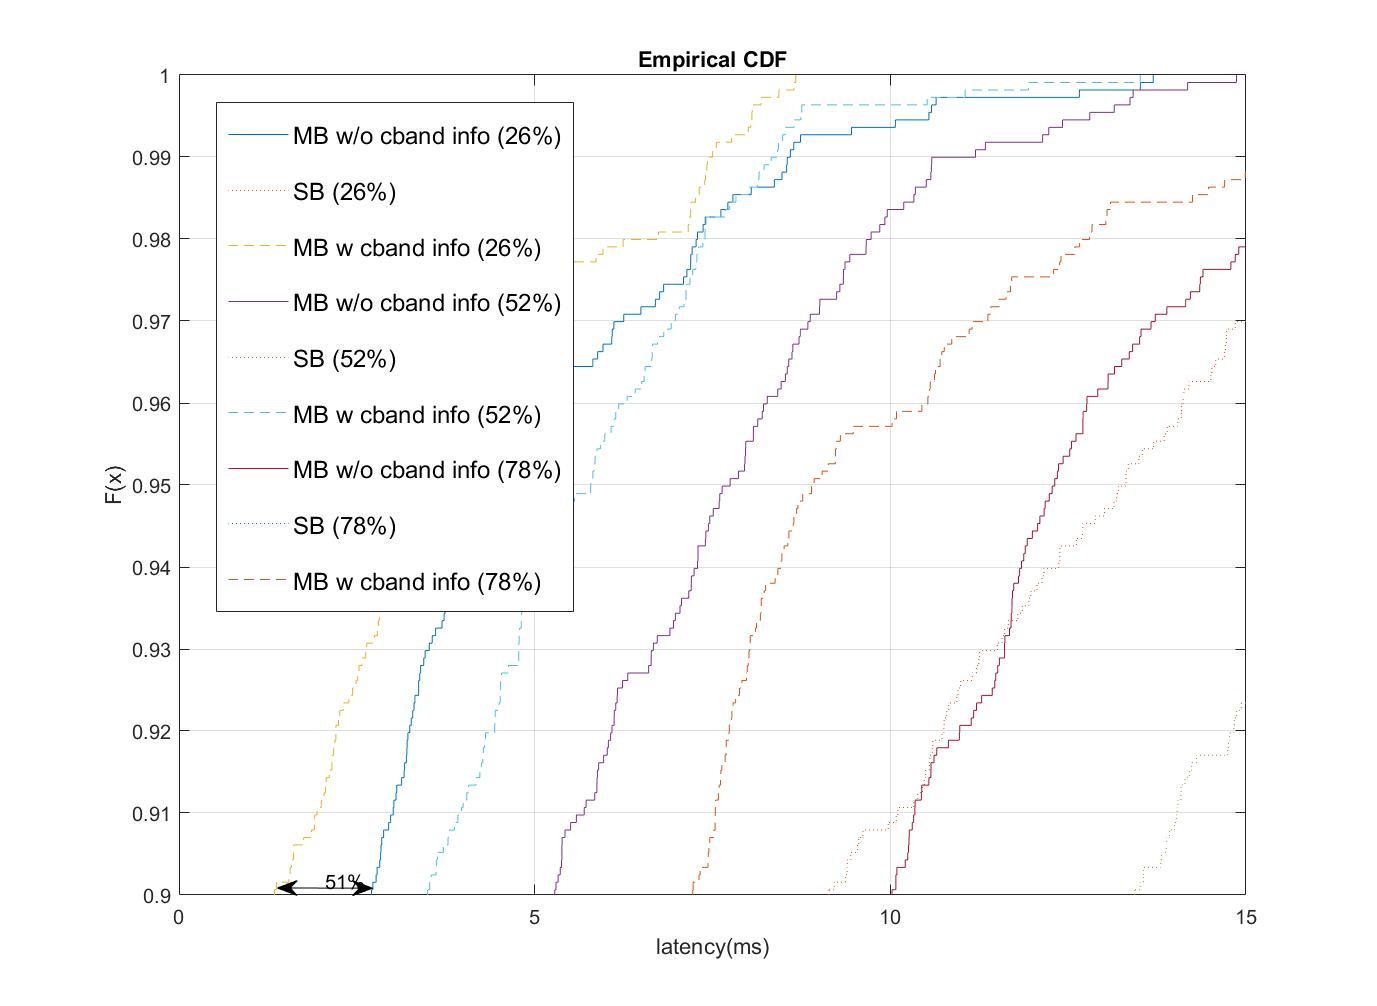 Empirical CDF
1
0.99
0.98
0.97
0.96
0.95
0.94
0.93
0.92
0.91
0.9
F(x)
MB w/o cband info (26%)
SB (26%)
MB w cband info (26%)
MB w/o cband info (52%)
SB (52%)
MB w cband info (52%)
MB w/o cband info (78%)
SB (78%)
MB w cband info (78%)
51%
0 5 10 15
latency(ms)